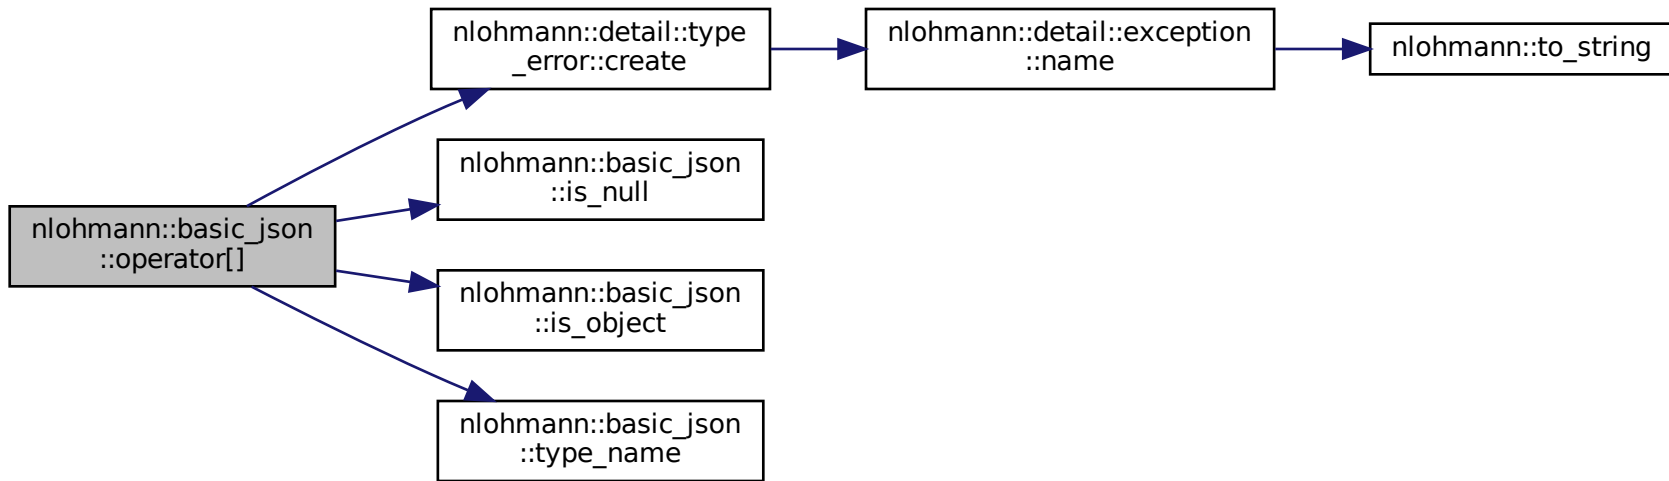 nlohmann::detail::type
_error::create
nlohmann::detail::exception
::name
nlohmann::to_string
nlohmann::basic_json
::is_null
nlohmann::basic_json
::operator[]
nlohmann::basic_json
::is_object
nlohmann::basic_json
::type_name